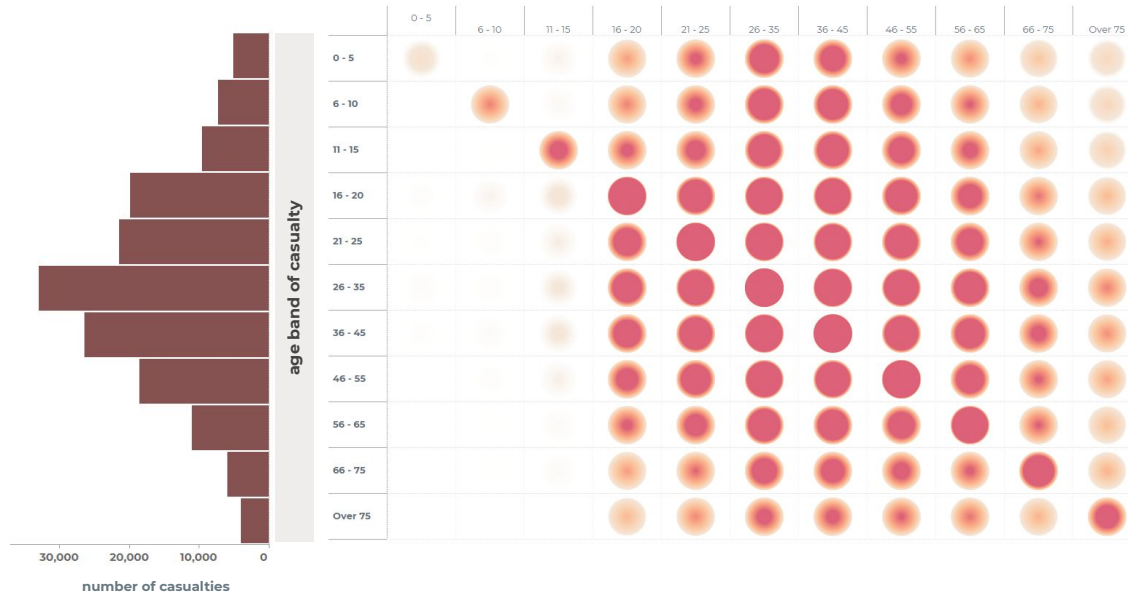 0 - 5
6 - 10
11 - 15
16 - 20
21 - 25
26 - 35
36 - 45
46 - 55
56 - 65
66 - 75
Over 75
age band of casualty
0 - 5
6 - 10
11 - 15
16 - 20
21 - 25
26 - 35
36 - 45
46 - 55
56 - 65
66 - 75
Over 75
30,000 20,000 10,000 0
number of casualties